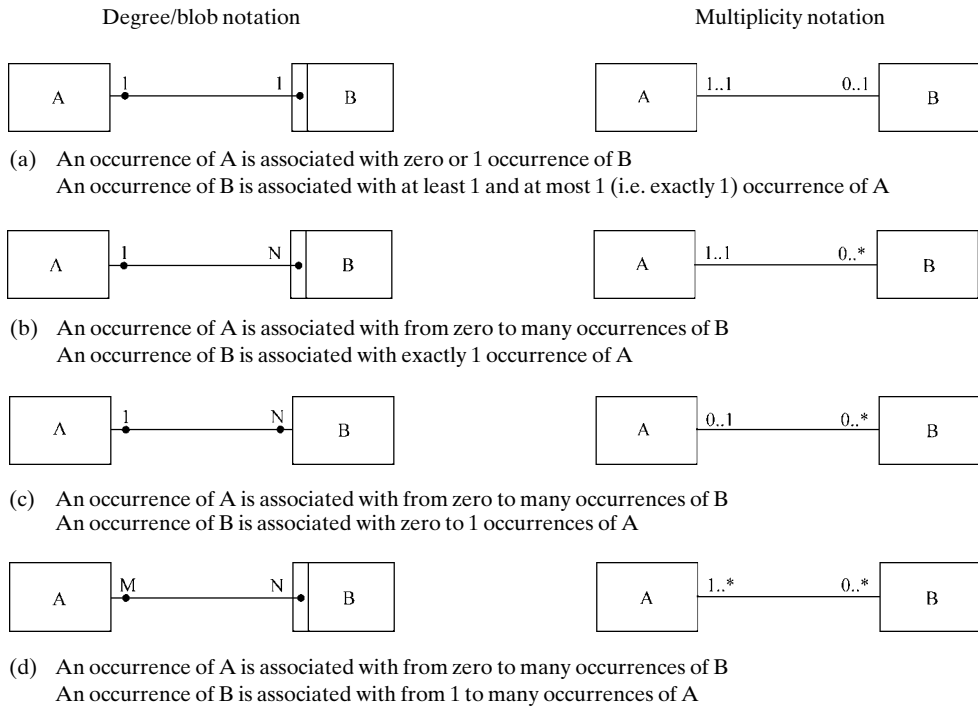 Degree/blob notation Multiplicity notation
A 1 1 B A 1..1 0..1 B
(a) An occurrence of A is associated with zero or 1 occurrence of B
An occurrence of B is associated with at least 1 and at most 1 (i.e. exactly 1) occurrence of A
A 1 N B A 1..1 0..* B
(b) An occurrence of A is associated with from zero to many occurrences of B
An occurrence of B is associated with exactly 1 occurrence of A
A 1 N B A 0..1 0..* B
(c) An occurrence of A is associated with from zero to many occurrences of B
An occurrence of B is associated with zero to 1 occurrences of A
A M N B A 1..* 0..* B
(d) An occurrence of A is associated with from zero to many occurrences of B
An occurrence of B is associated with from 1 to many occurrences of A